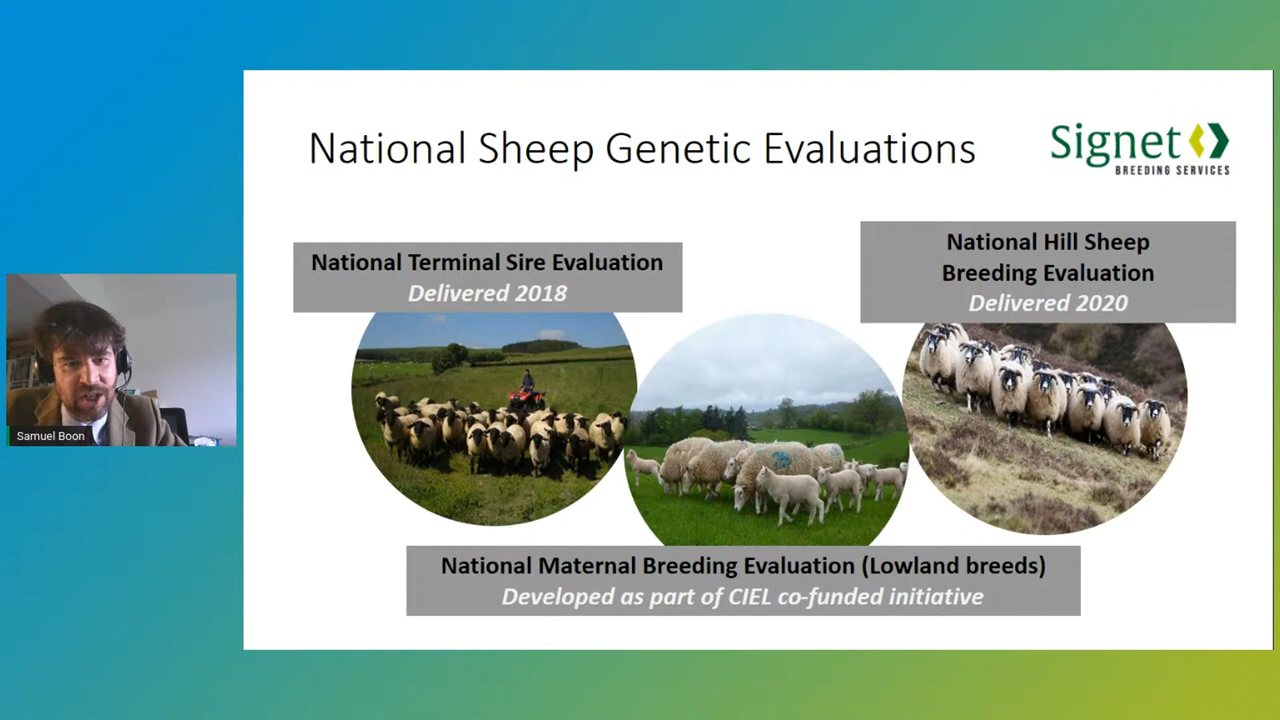 National Sheep Genetic Evaluations
Signet
BREEDING SERVICES
National Terminal Sire Evaluation
Delivered 2018
National Hill Sheep
Breeding Evaluation
Delivered 2020
Samuel Boon
National Maternal Breeding Evaluation (Lowland breeds)
Developed as part of CIEL co-funded initiative